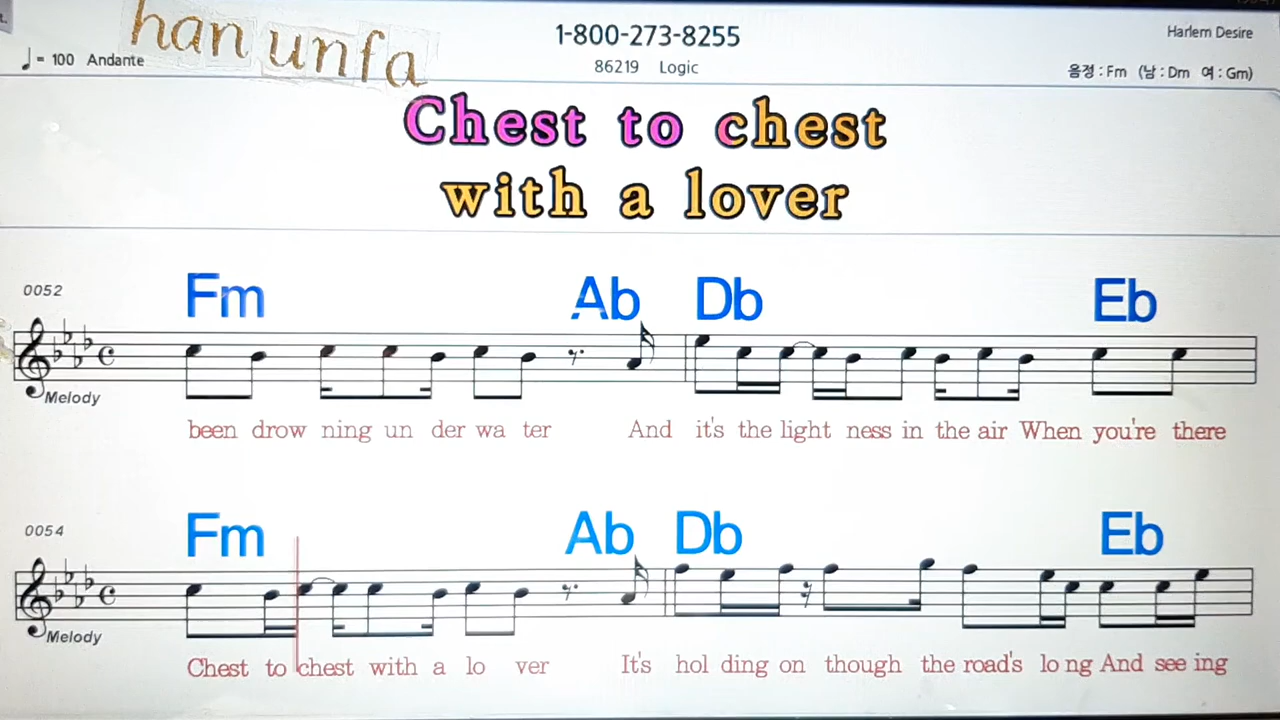 han unfa
1-800-273-8255
Harlem Desire
♩= 100 Andante
86219 Logic
음정 : Fm (남 : Dm 여 : Gm)
Chest to chest
with a lover
0052
Fm Ab Db Eb
Melody
been drow ning un der wa ter And it's the light ness in the air When you're there
0054
Fm Ab Db Eb
Melody
Chest to chest with a lo ver It's hol ding on though the road's lo ng And see ing